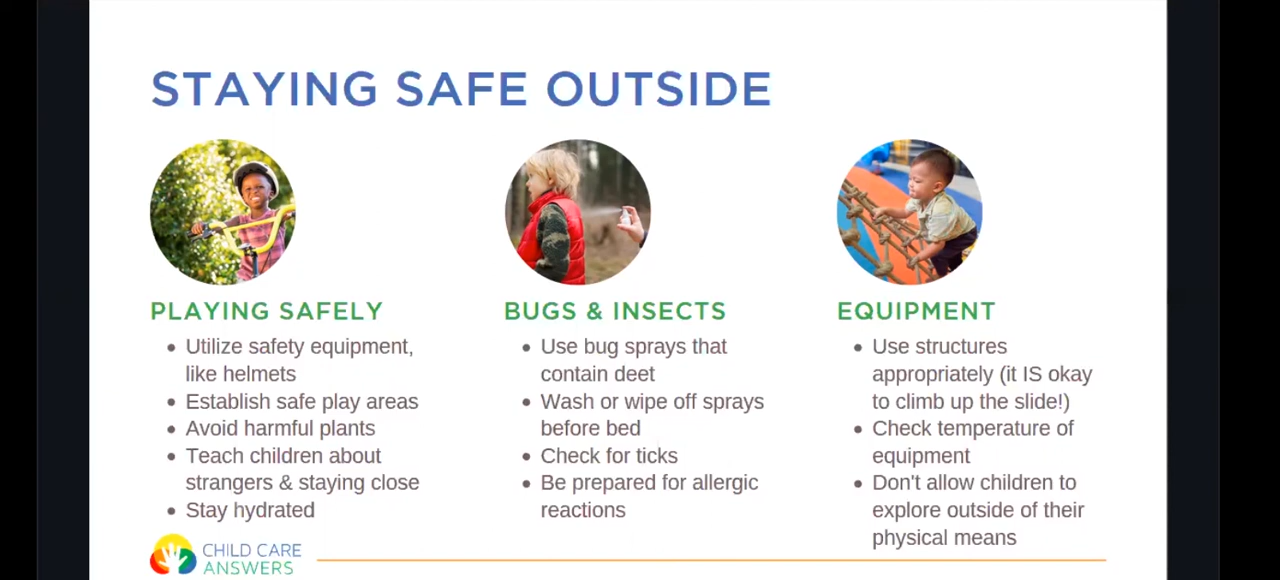 STAYING SAFE OUTSIDE
PLAYING SAFELY
• Utilize safety equipment,
like helmets
• Establish safe play areas
• Avoid harmful plants
• Teach children about
strangers & staying close
• Stay hydrated
BUGS & INSECTS
• Use bug sprays that
contain deet
• Wash or wipe off sprays
before bed
• Check for ticks
• Be prepared for allergic
reactions
EQUIPMENT
• Use structures
appropriately (it IS okay
to climb up the slide!)
• Check temperature of
equipment
• Don't allow children to
explore outside of their
physical means
CHILD CARE
ANSWERS